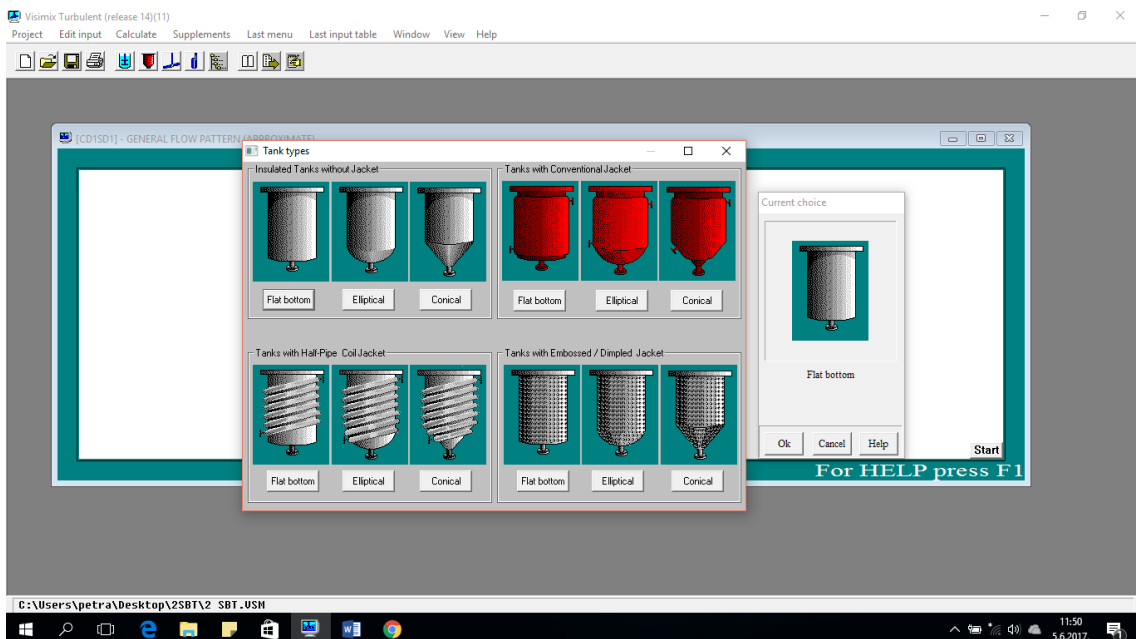 Visimix Turbulent (release 14)(11)
Project Edit input Calculate Supplements Last menu Last input table Window View Help
[CD1SD1] - GENERAL FLOW PATTERN (APPROXIMATE)
Tank types
Insulated Tanks without Jacket
Flat bottom Elliptical Conical
Tanks with Conventional Jacket
Flat bottom Elliptical Conical
Tanks with Half-Pipe Coil Jacket
Flat bottom Elliptical Conical
Tanks with Embossed / Dimpled Jacket
Flat bottom Elliptical Conical
Current choice
Flat bottom
Ok Cancel Help
Start
For HELP press F1
C:\Users\petra\Desktop\2SBT\2 SBT.VSM
11:50
5.6.2017.